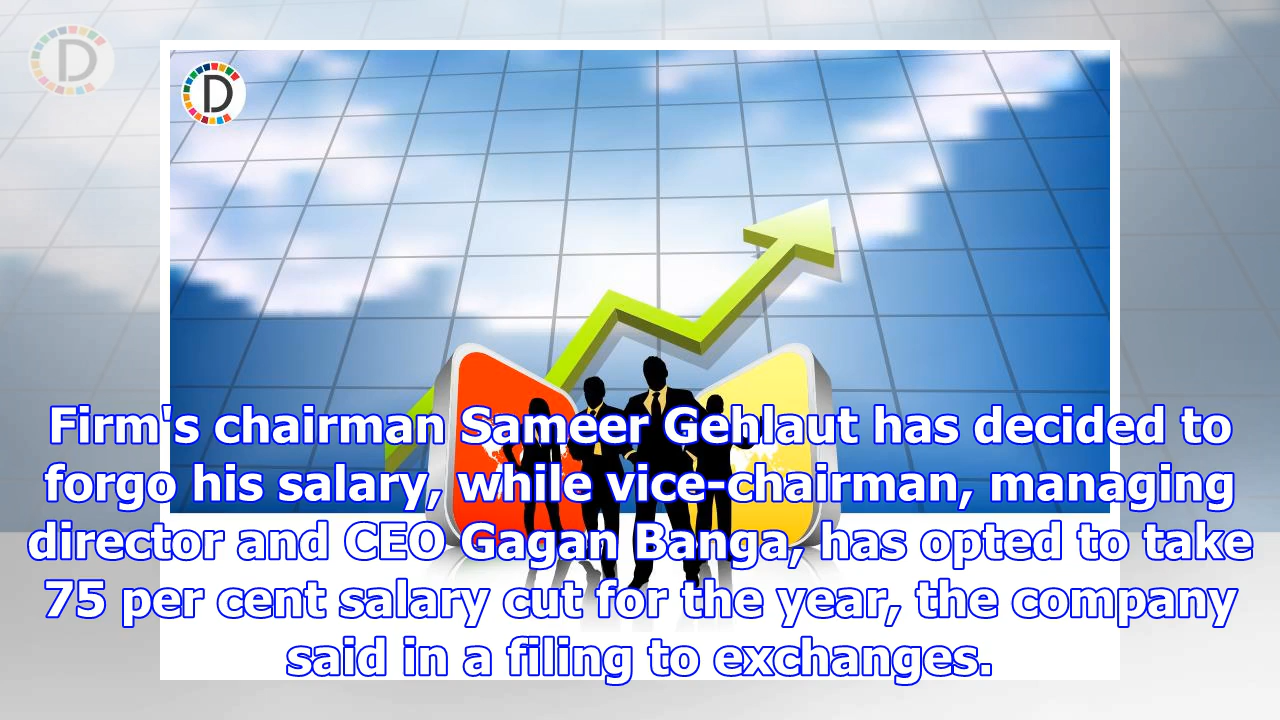 D
D
Firm's chairman Sameer Gehlaut has decided to
forgo his salary, while vice-chairman, managing
director and CEO Gagan Banga, has opted to take
75 per cent salary cut for the year, the company
said in a filing to exchanges.